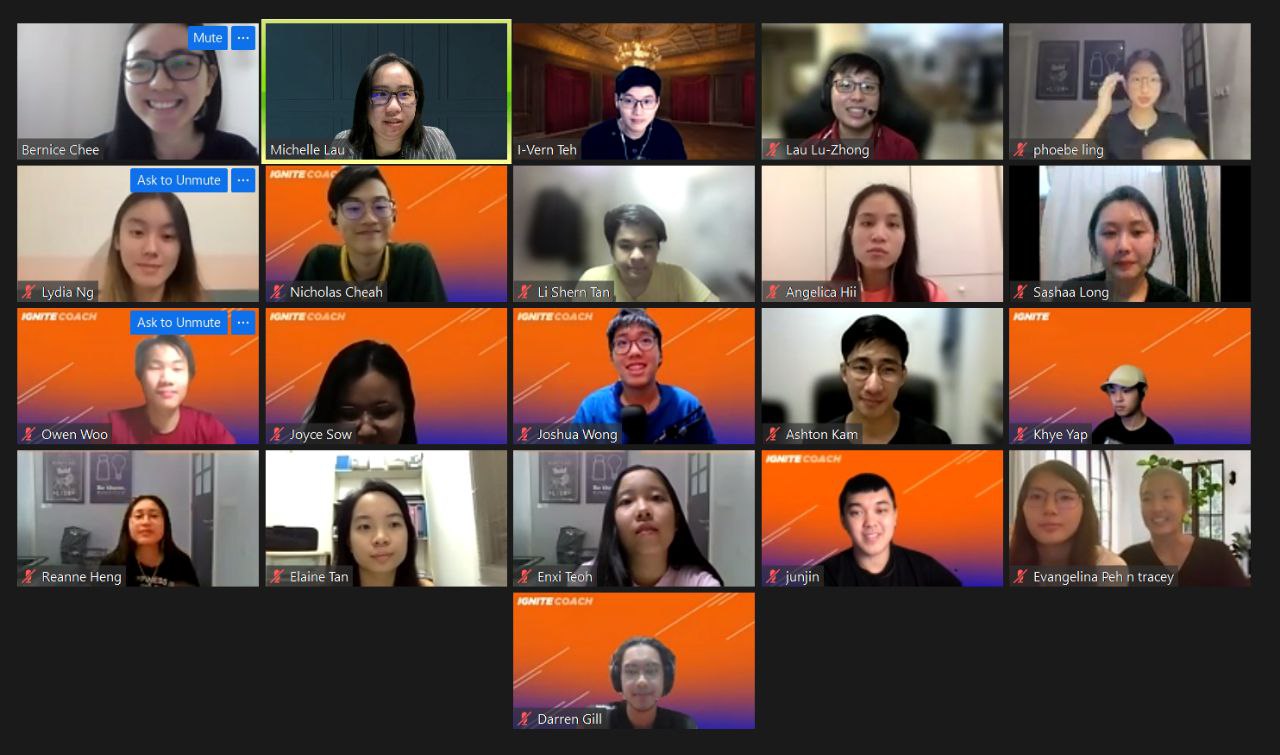 Mute
...
Bernice Chee
Michelle Lau
I-Vern Teh
Lau Lu-Zhong
phoebe ling
Ask to Unmute
...
IGNITE COA
Lydia Ng
Nicholas Cheah
Li Shern Tan
Angelica Hii
Sashaa Long
IGNITE COACH
Ask to Unmute
...
IGNITE COACH
IGNITE COACH
IGNITE
Owen Woo
Joyce Sow
Joshua Wong
Ashton Kam
Khye Yap
IGNITE COACH
Reanne Heng
Elaine Tan
Enxi Teoh
junjin
Evangelina Peh n tracey
IGNITE COACH
Darren Gill